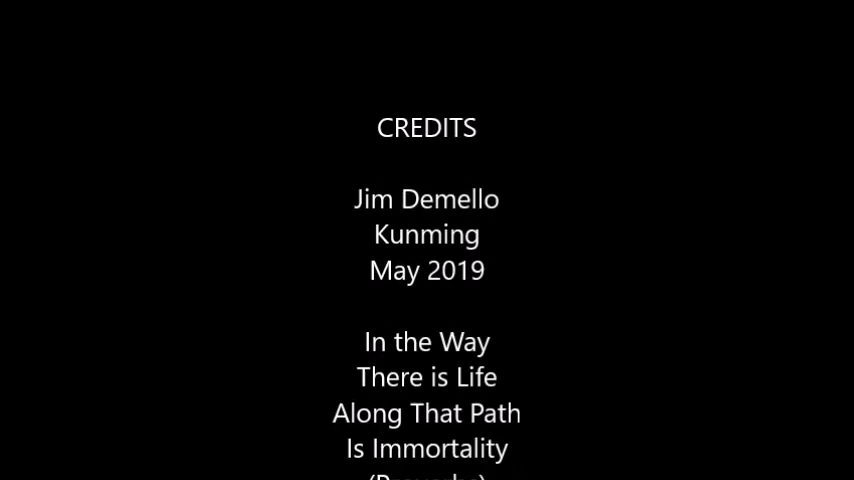 CREDITS
Jim Demello
Kunming
May 2019
In the Way
There is Life
Along That Path
Is Immortality